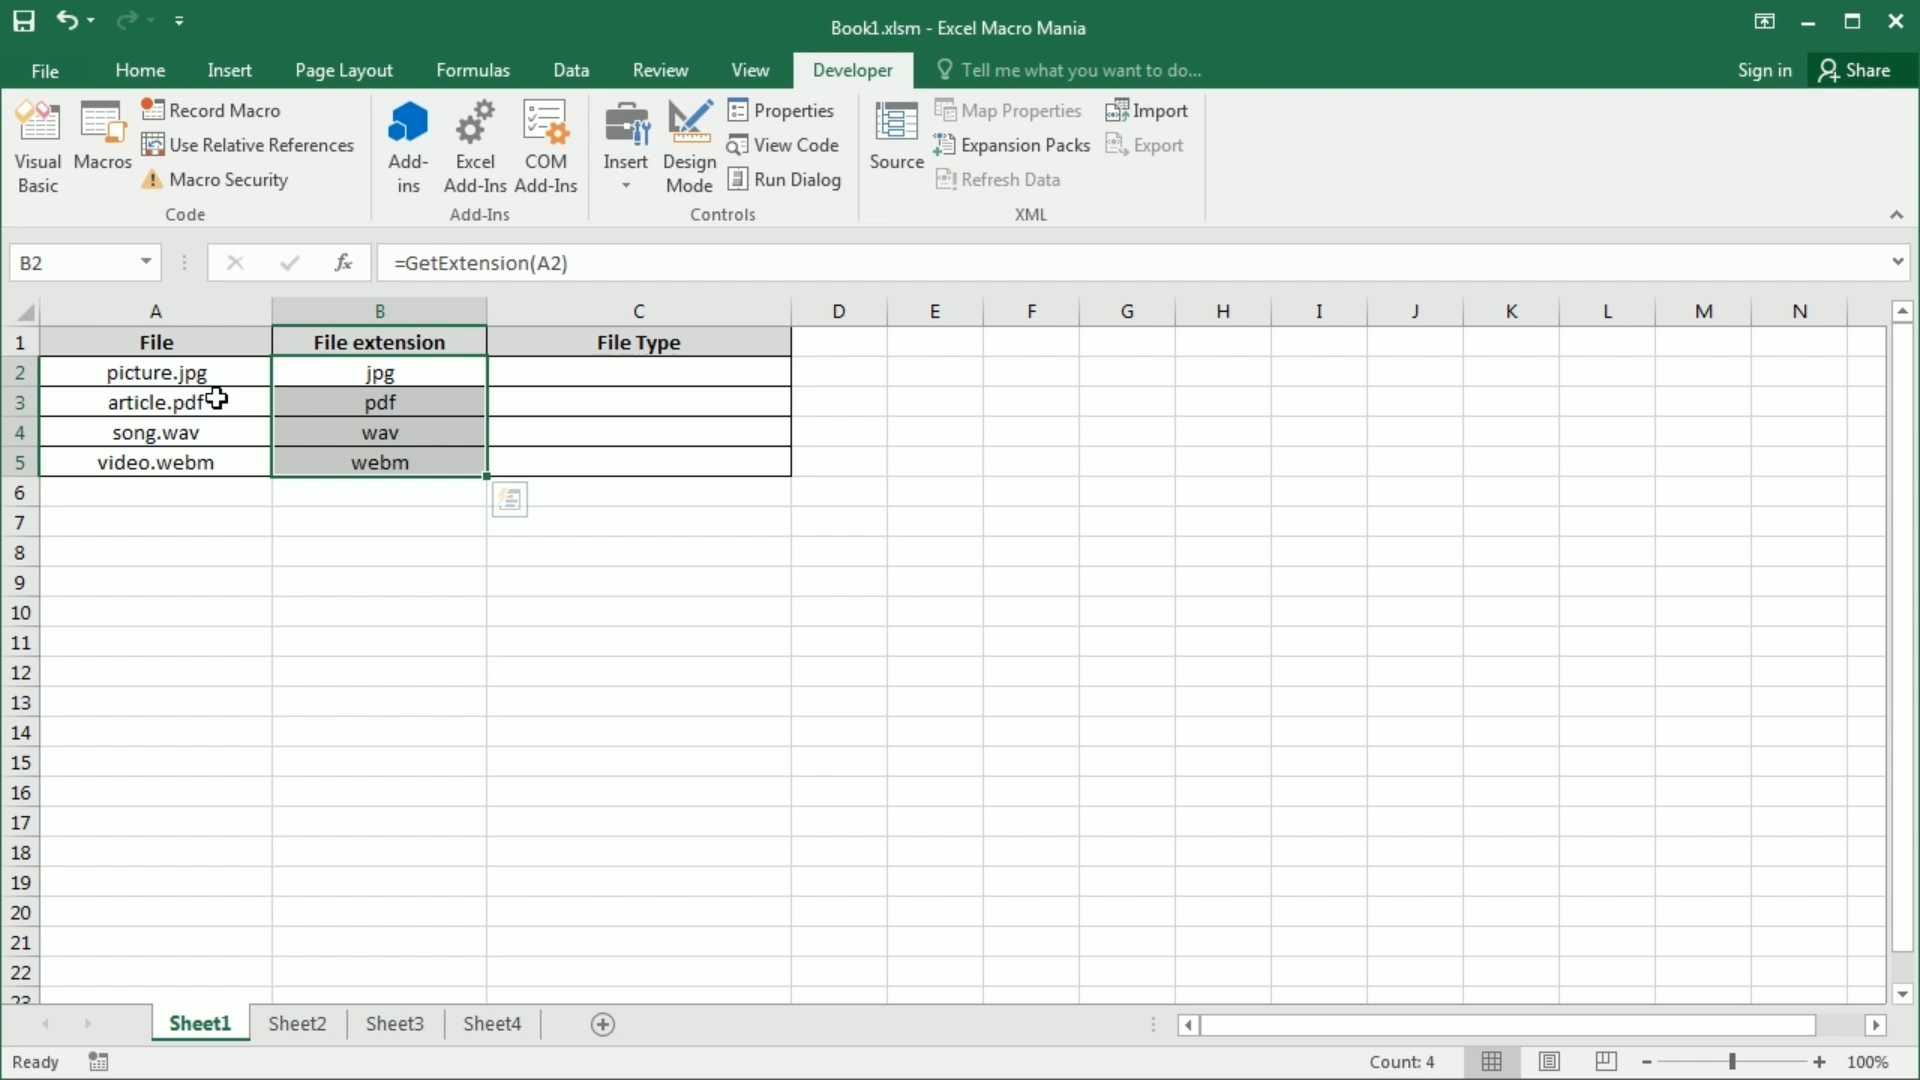 Book1.xlsm - Excel Macro Mania
File Home Insert Page Layout Formulas Data Review View Developer Tell me what you want to do... Sign in Share
Visual Basic
Macros
Record Macro
Use Relative References
Macro Security
Code
Add-ins
Excel Add-Ins
COM Add-Ins
Add-Ins
Insert
Design Mode
Properties
View Code
Run Dialog
Controls
Source
Map Properties
Expansion Packs
Refresh Data
Import
Export
XML
B2 fx =GetExtension(A2)
A B C D E F G H I J K L M N
1 File File extension File Type
2 picture.jpg jpg
3 article.pdf pdf
4 song.wav wav
5 video.webm webm
6
7
8
9
10
11
12
13
14
15
16
17
18
19
20
21
22
23
Sheet1 Sheet2 Sheet3 Sheet4
Ready Count: 4 100%